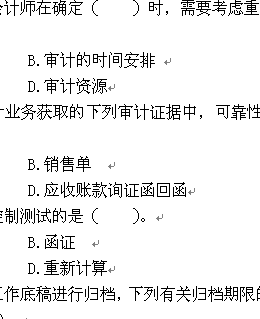 会计师在确定（　　）时，需要考虑重
B.审计的时间安排
D.审计资源
计业务获取的下列审计证据中，可靠性
B.销售单
D.应收账款询证函回函
控制测试的是（　　）。
B.函证
D.重新计算
工作底稿进行归档，下列有关归档期限的